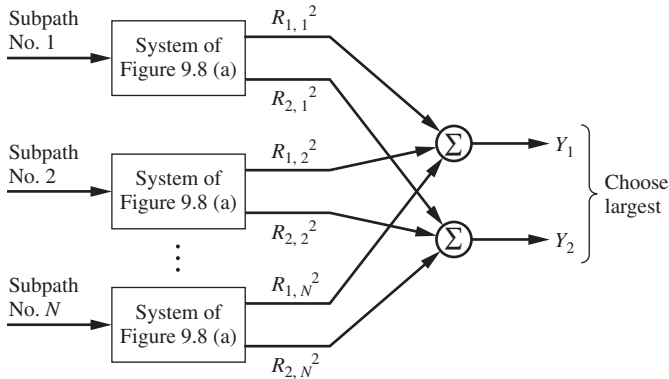 Subpath
No. 1
System of
Figure 9.8 (a)
R₁, ₁²
R₂, ₁²
Subpath
No. 2
System of
Figure 9.8 (a)
R₁, ₂²
R₂, ₂²
Σ
Y₁
Σ
Y₂
Choose
largest
⋮
Subpath
No. N
System of
Figure 9.8 (a)
R₁, N²
R₂, N²